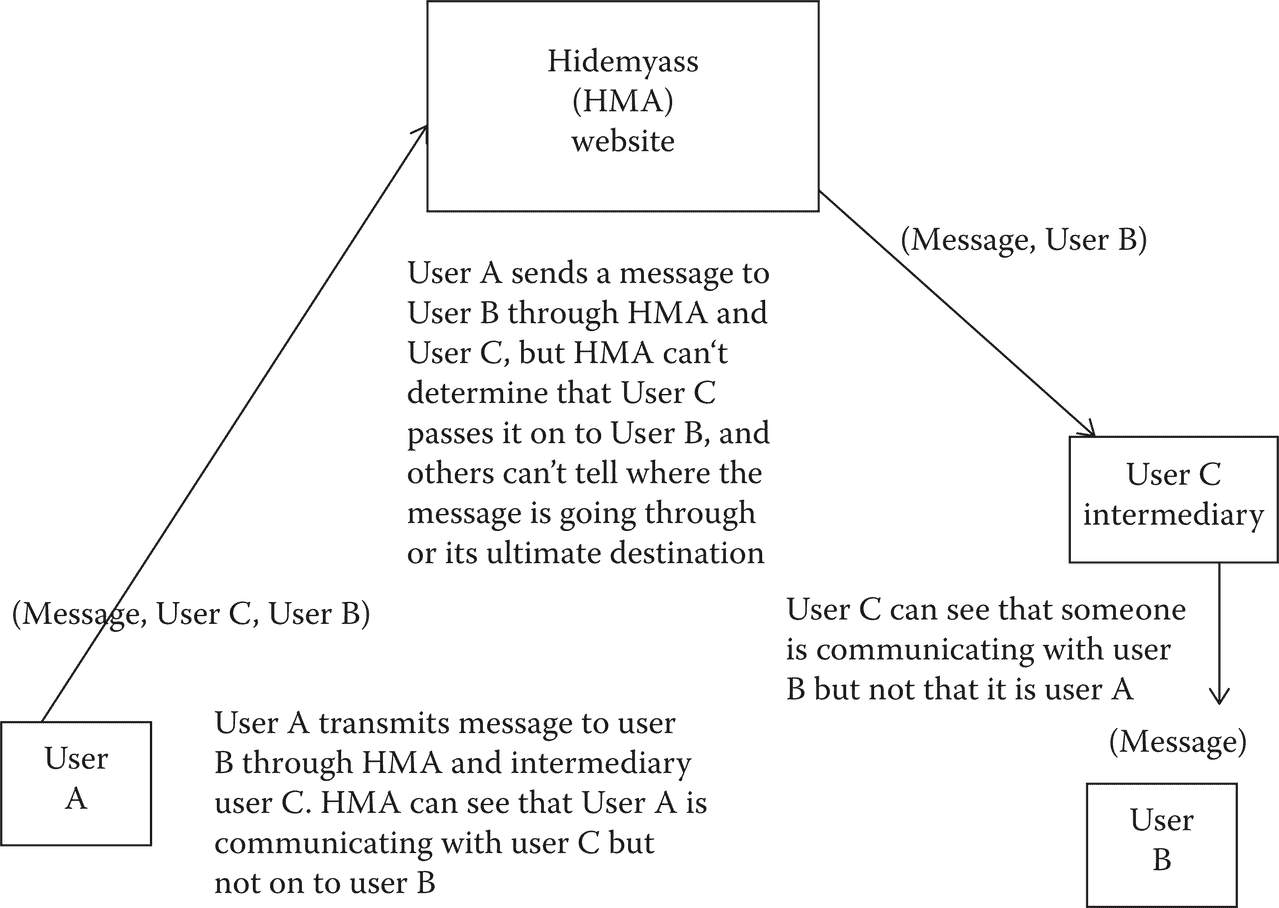 Hidemyass
(HMA)
website
(Message, User B)
User A sends a message to
User B through HMA and
User C, but HMA can‘t
determine that User C
passes it on to User B, and
others can’t tell where the
message is going through
or its ultimate destination
User C
intermediary
(Message, User C, User B)
User C can see that someone
is communicating with user
B but not that it is user A
User
A
User A transmits message to user
B through HMA and intermediary
user C. HMA can see that User A is
communicating with user C but
not on to user B
(Message)
User
B